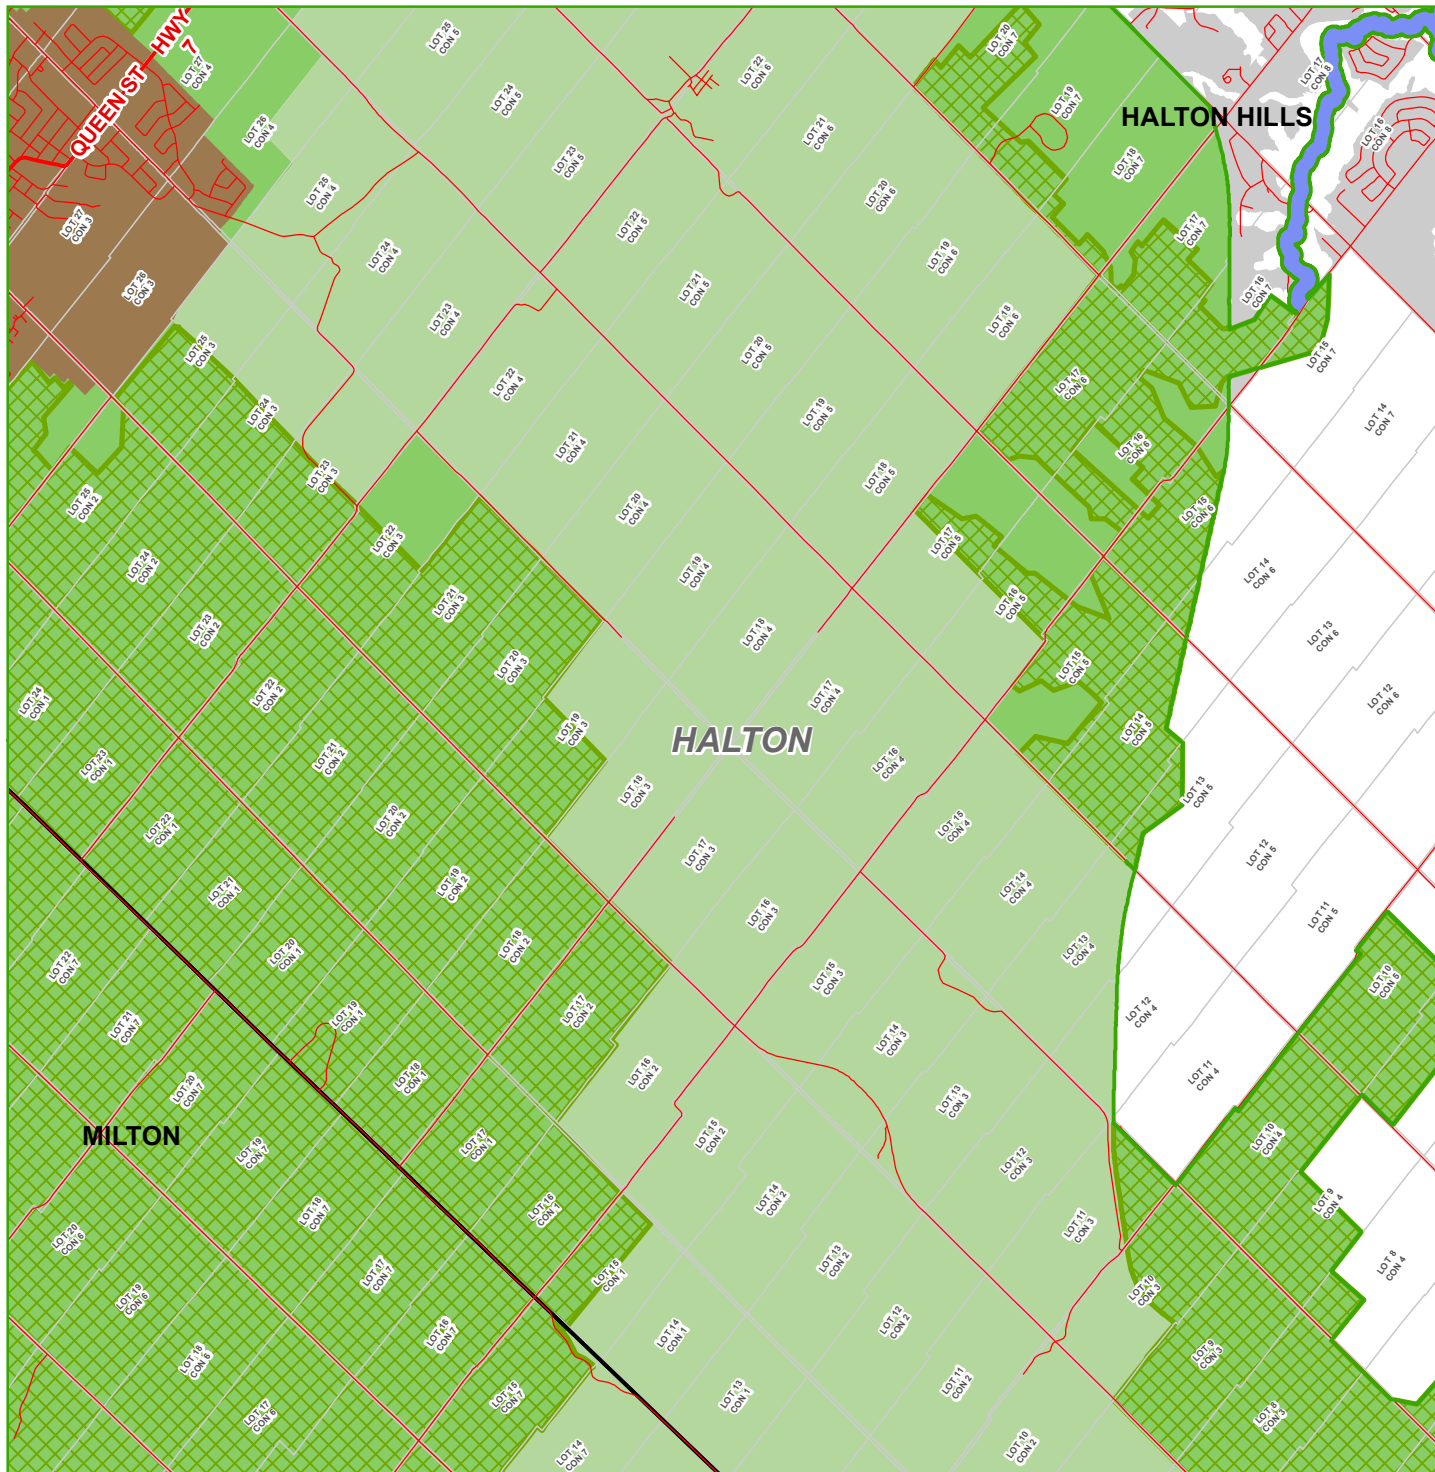 QUEEN ST
HWY
7
HALTON HILLS
HALTON
MILTON
LOT 25
CON 5
LOT 27
CON 4
LOT 26
CON 4
LOT 24
CON 5
LOT 22
CON 6
LOT 20
CON 7
LOT 19
CON 7
LOT 17
CON 8
LOT 16
CON 8
LOT 21
CON 6
LOT 23
CON 5
LOT 25
CON 4
LOT 18
CON 7
LOT 20
CON 6
LOT 27
CON 3
LOT 22
CON 5
LOT 17
CON 7
LOT 24
CON 4
LOT 19
CON 6
LOT 26
CON 3
LOT 21
CON 5
LOT 16
CON 7
LOT 23
CON 4
LOT 18
CON 6
LOT 25
CON 3
LOT 20
CON 5
LOT 15
CON 7
LOT 22
CON 4
LOT 17
CON 6
LOT 24
CON 3
LOT 19
CON 5
LOT 14
CON 7
LOT 21
CON 4
LOT 16
CON 6
LOT 23
CON 3
LOT 18
CON 5
LOT 25
CON 2
LOT 20
CON 4
LOT 15
CON 6
LOT 22
CON 3
LOT 17
CON 5
LOT 24
CON 2
LOT 19
CON 4
LOT 14
CON 6
LOT 21
CON 3
LOT 16
CON 5
LOT 23
CON 2
LOT 18
CON 4
LOT 13
CON 6
LOT 20
CON 3
LOT 15
CON 5
LOT 22
CON 2
LOT 17
CON 4
LOT 12
CON 6
LOT 24
CON 1
LOT 19
CON 3
LOT 14
CON 5
LOT 21
CON 2
LOT 16
CON 4
LOT 23
CON 1
LOT 18
CON 3
LOT 13
CON 5
LOT 20
CON 2
LOT 15
CON 4
LOT 22
CON 1
LOT 17
CON 3
LOT 12
CON 5
LOT 19
CON 2
LOT 14
CON 4
LOT 21
CON 1
LOT 16
CON 3
LOT 11
CON 5
LOT 18
CON 2
LOT 13
CON 4
LOT 20
CON 1
LOT 22
CON 7
LOT 15
CON 3
LOT 10
CON 5
LOT 17
CON 2
LOT 12
CON 4
LOT 19
CON 1
LOT 21
CON 7
LOT 14
CON 3
LOT 16
CON 2
LOT 11
CON 4
LOT 18
CON 1
LOT 20
CON 7
LOT 13
CON 3
LOT 15
CON 2
LOT 10
CON 4
LOT 17
CON 1
LOT 19
CON 7
LOT 12
CON 3
LOT 14
CON 2
LOT 9
CON 4
LOT 16
CON 1
LOT 18
CON 7
LOT 11
CON 3
LOT 20
CON 6
LOT 13
CON 2
LOT 8
CON 4
LOT 15
CON 1
LOT 17
CON 7
LOT 10
CON 3
LOT 19
CON 6
LOT 12
CON 2
LOT 14
CON 1
LOT 16
CON 7
LOT 9
CON 3
LOT 18
CON 6
LOT 11
CON 2
LOT 13
CON 1
LOT 15
CON 7
LOT 8
CON 3
LOT 17
CON 6
LOT 10
CON 2
LOT 14
CON 7